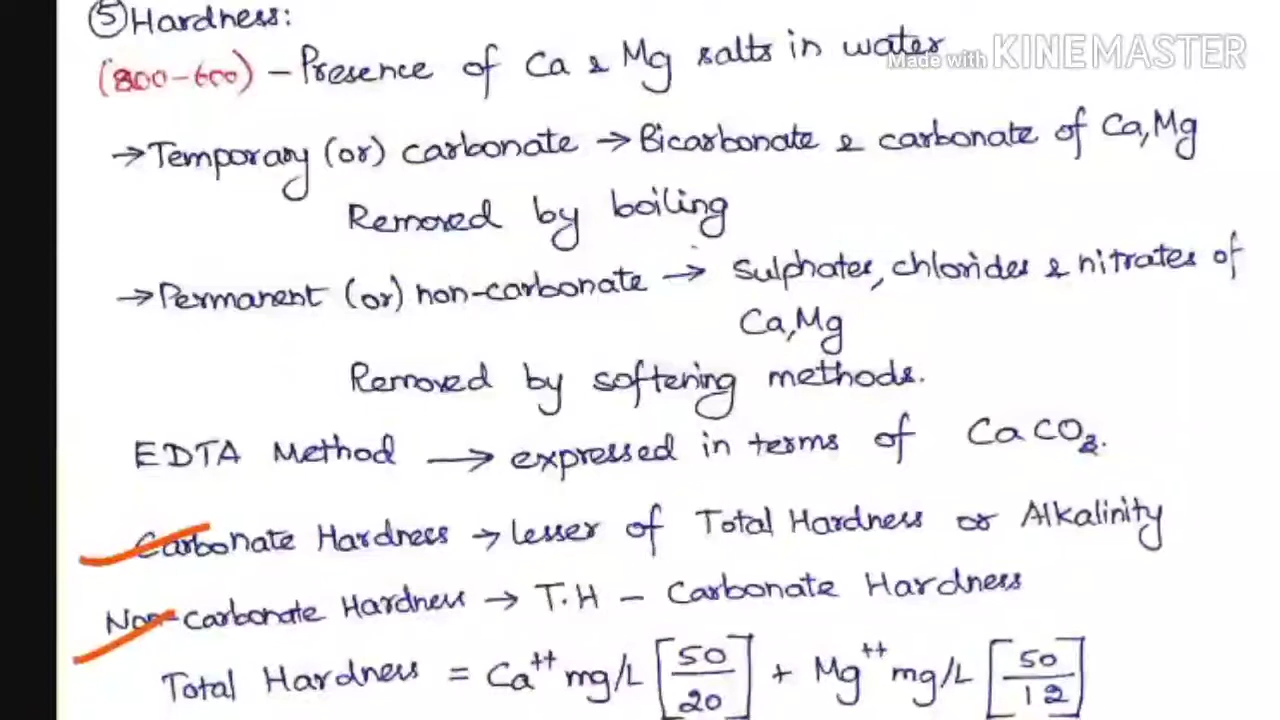 ⑤ Hardness:
(800-600) - Presence of Ca & Mg salts in water
Made with KINEMASTER
→ Temporary (or) carbonate → Bicarbonate & carbonate of Ca, Mg
Removed by boiling
→ Permanent (or) non-carbonate → Sulphates, chlorides & nitrates of
Ca, Mg
Removed by softening methods.
EDTA Method → expressed in terms of CaCO3.
Carbonate Hardness → lesser of Total Hardness or Alkalinity
Non-carbonate Hardness → T.H - Carbonate Hardness
Total Hardness = Ca++ mg/L [50/20] + Mg++ mg/L [50/12]